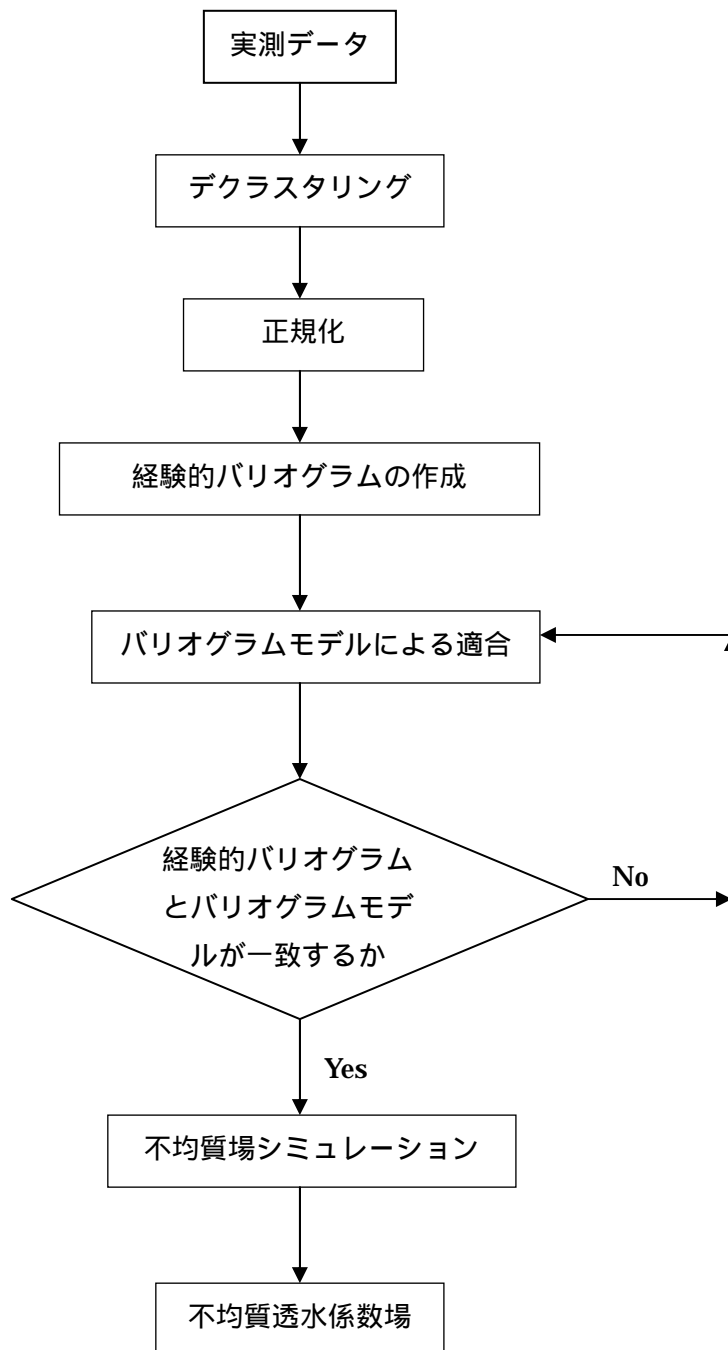 実測データ
デクラスタリング
正規化
経験的バリオグラムの作成
バリオグラムモデルによる適合
経験的バリオグラム
とバリオグラムモデ
ルが一致するか
No
Yes
不均質場シミュレーション
不均質透水係数場